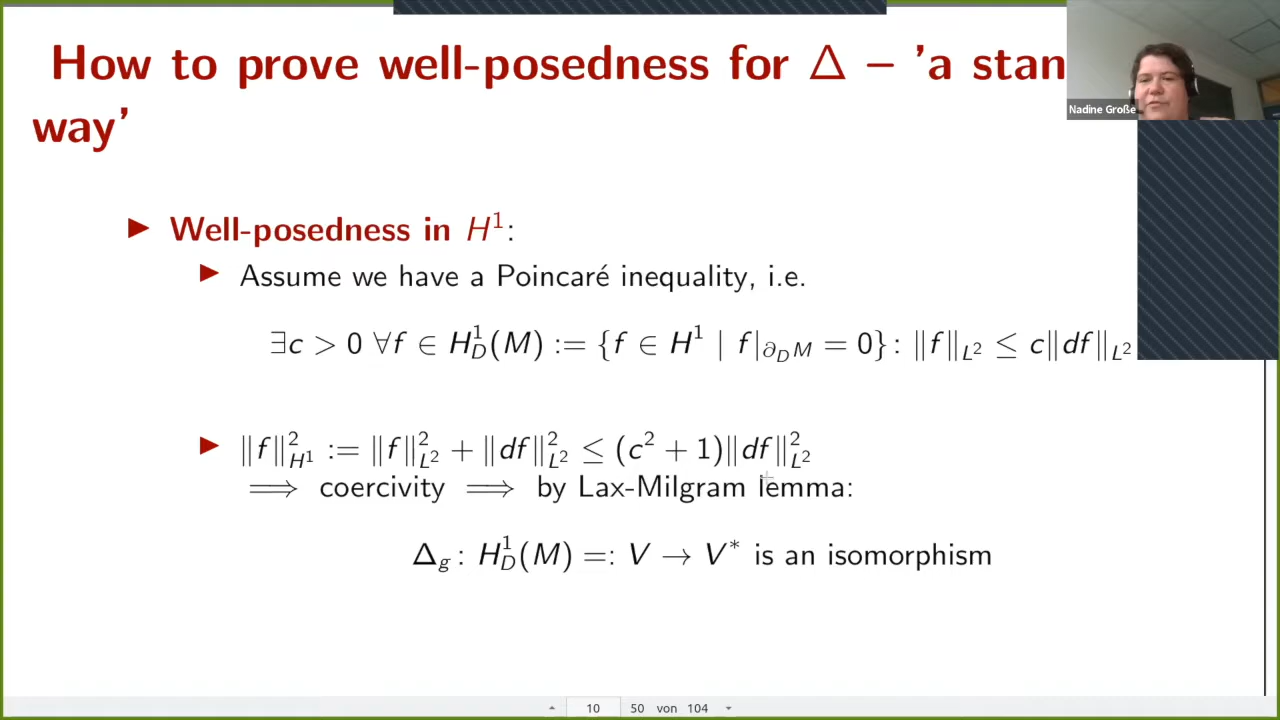 How to prove well-posedness for Δ – 'a stan
way'
Nadine Große
▶ Well-posedness in H¹:
▶ Assume we have a Poincaré inequality, i.e.
∃c > 0 ∀f ∈ H¹_D(M) := {f ∈ H¹ | f|_{∂_D M} = 0}: ‖f‖_{L²} ≤ c‖df‖_{L²}
▶ ‖f‖²_{H¹} := ‖f‖²_{L²} + ‖df‖²_{L²} ≤ (c² + 1)‖df‖²_{L²}
⟹ coercivity ⟹ by Lax-Milgram lemma:
Δ_g : H¹_D(M) =: V → V* is an isomorphism
10 50 von 104